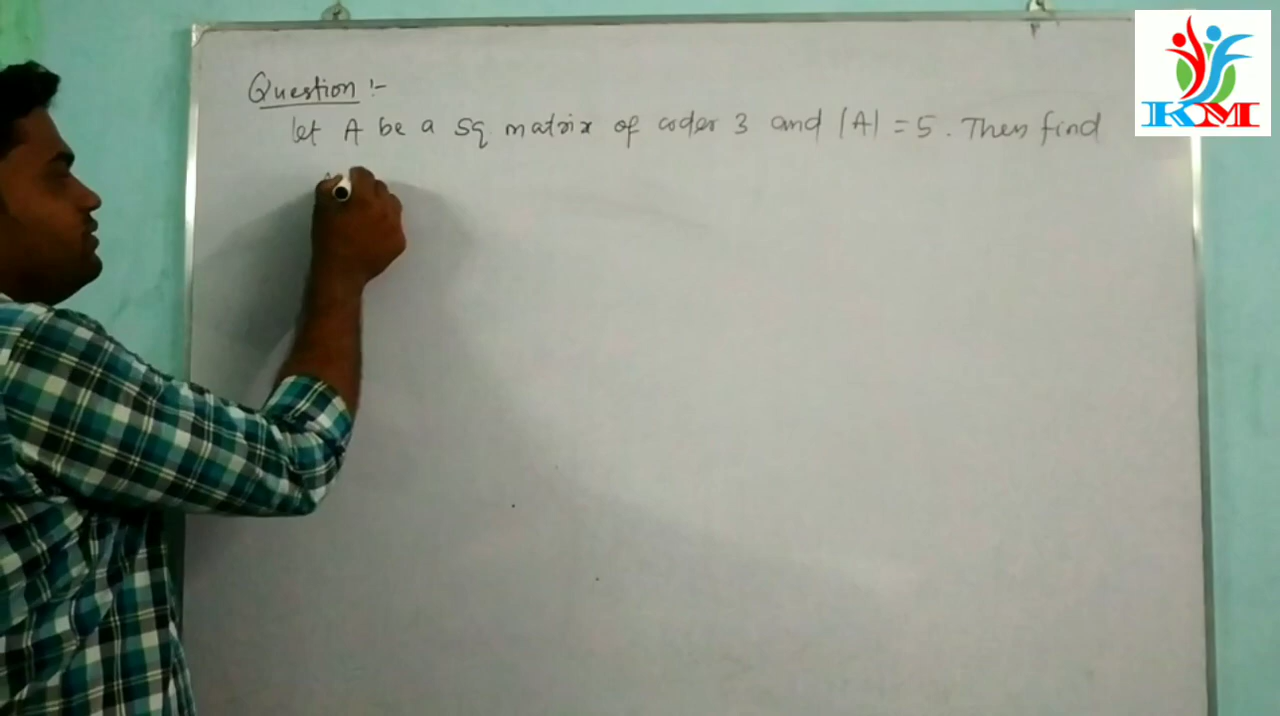 Question :-
let A be a sq. matrix of order 3 and |A| = 5. Then find
KM